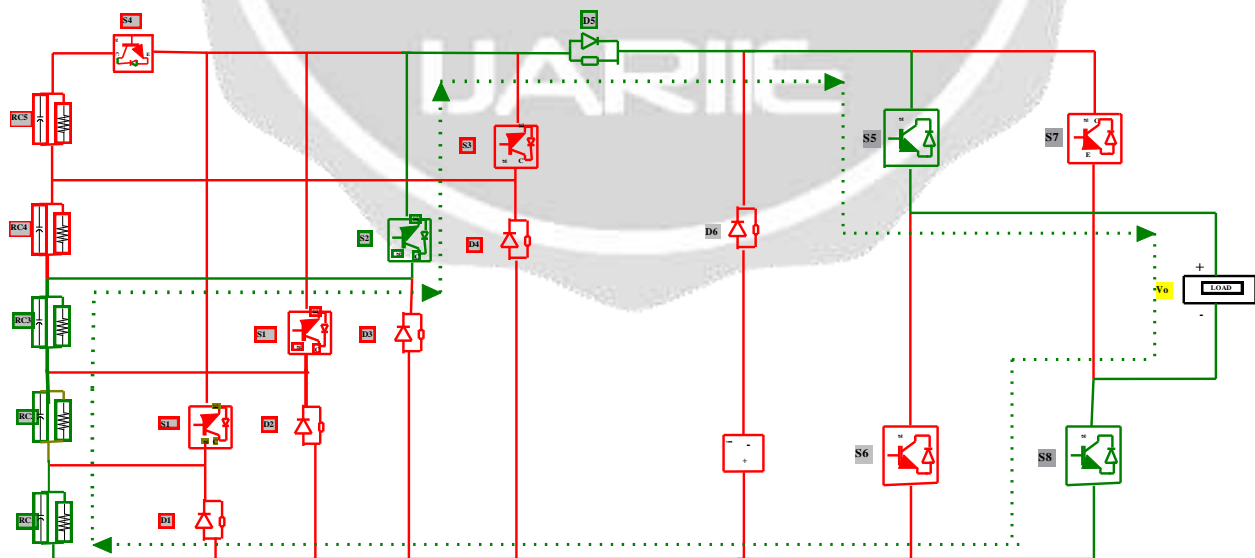 S4
D5
IJARIIE
RC5
S3
S5
S7
C
E
RC4
S2
D4
D6
+
LOAD
Vo
-
RC3
S1
D3
RC
S1
D2
-
+
S6
S8
RC
D1